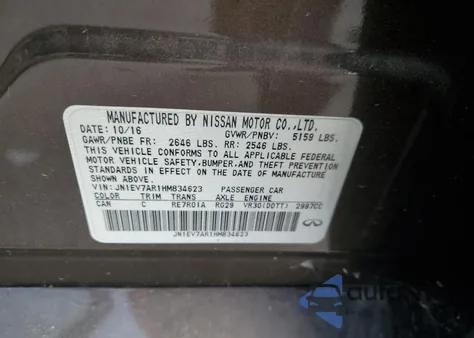 MANUFACTURED BY NISSAN MOTOR CO.,LTD.
DATE: 10/16 GVWR/PNBV: 5159 LBS.
GAWR/PNBE FR: 2646 LBS. RR: 2546 LBS.
THIS VEHICLE CONFORMS TO ALL APPLICABLE FEDERAL
MOTOR VEHICLE SAFETY,BUMPER,AND THEFT PREVENTION
STANDARDS IN EFFECT ON THE DATE OF MANUFACTURE
SHOWN ABOVE.
VIN: JN1EV7AR1HM834623 PASSENGER CAR
COLOR TRIM TRANS AXLE ENGINE
CAN C RE7R01A RG29 VR30(DDTT) 2997CC
JN1EV7AR1HM834623